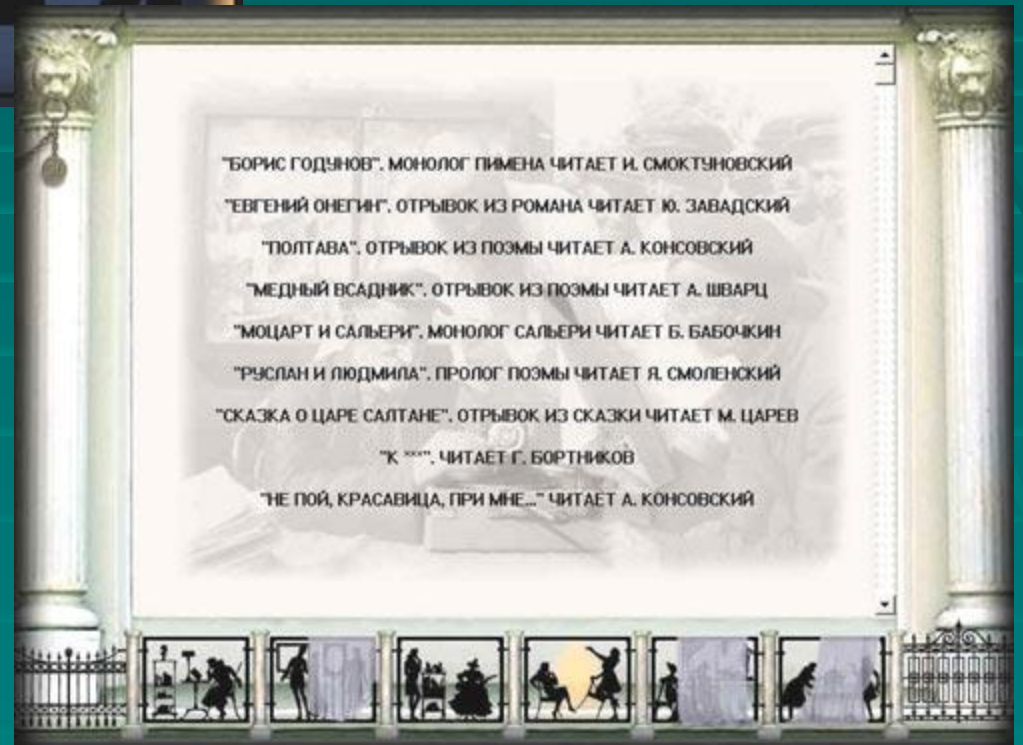 "БОРИС ГОДУНОВ". МОНОЛОГ ПИМЕНА ЧИТАЕТ И. СМОКТУНОВСКИЙ
"ЕВГЕНИЙ ОНЕГИН". ОТРЫВОК ИЗ РОМАНА ЧИТАЕТ Ю. ЗАВАДСКИЙ
"ПОЛТАВА". ОТРЫВОК ИЗ ПОЭМЫ ЧИТАЕТ А. КОНСОВСКИЙ
"МЕДНЫЙ ВСАДНИК". ОТРЫВОК ИЗ ПОЭМЫ ЧИТАЕТ А. ШВАРЦ
"МОЦАРТ И САЛЬЕРИ". МОНОЛОГ САЛЬЕРИ ЧИТАЕТ Б. БАБОЧКИН
"РУСЛАН И ЛЮДМИЛА". ПРОЛОГ ПОЭМЫ ЧИТАЕТ Я. СМОЛЕНСКИЙ
"СКАЗКА О ЦАРЕ САЛТАНЕ". ОТРЫВОК ИЗ СКАЗКИ ЧИТАЕТ М. ЦАРЕВ
"К ***". ЧИТАЕТ Г. БОРТНИКОВ
"НЕ ПОЙ, КРАСАВИЦА, ПРИ МНЕ..." ЧИТАЕТ А. КОНСОВСКИЙ